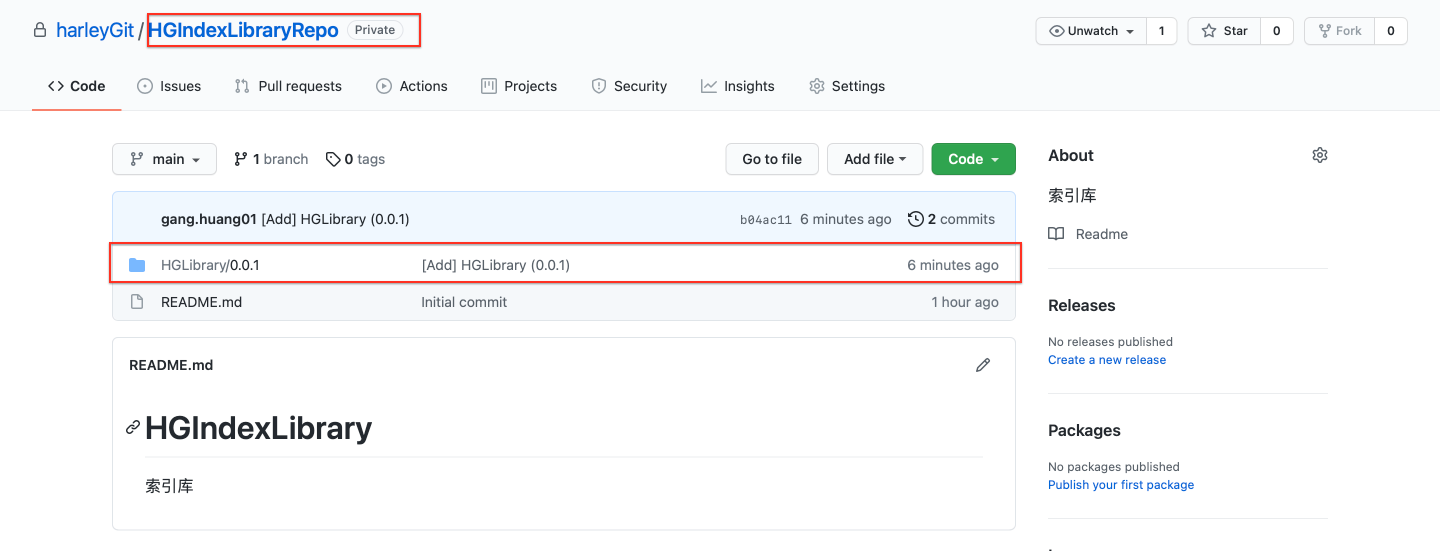 harleyGit / HGIndexLibraryRepo Private Unwatch 1 Star 0 Fork 0
Code Issues Pull requests Actions Projects Security Insights Settings
main 1 branch 0 tags Go to file Add file Code
gang.huang01 [Add] HGLibrary (0.0.1) b04ac11 6 minutes ago 2 commits
HGLibrary/0.0.1 [Add] HGLibrary (0.0.1) 6 minutes ago
README.md Initial commit 1 hour ago
README.md
HGIndexLibrary
索引库
About
索引库
Readme
Releases
No releases published
Create a new release
Packages
No packages published
Publish your first package